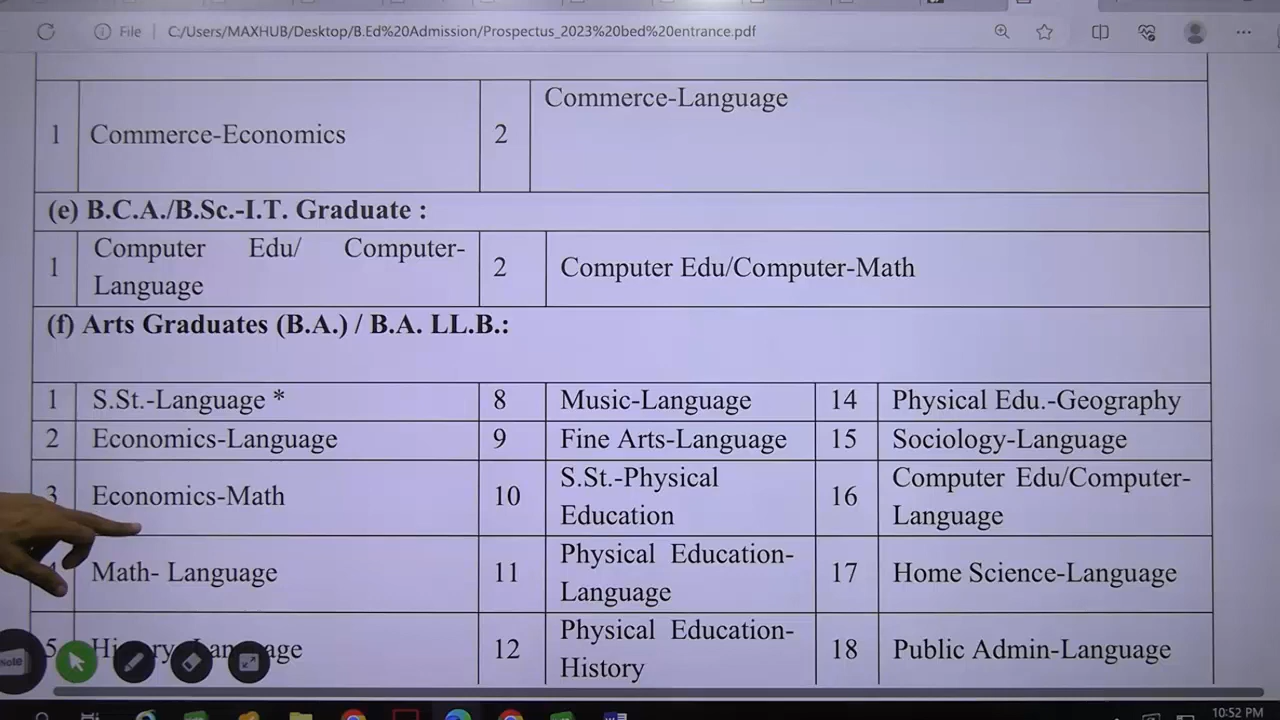 File
C:/Users/MAXHUB/Desktop/B.Ed%20Admission/Prospectus_2023%20bed%20entrance.pdf
1 Commerce-Economics 2 Commerce-Language
(e) B.C.A./B.Sc.-I.T. Graduate :
1 Computer Edu/ Computer-
Language
2 Computer Edu/Computer-Math
(f) Arts Graduates (B.A.) / B.A. LL.B.:
1 S.St.-Language * 8 Music-Language 14 Physical Edu.-Geography
2 Economics-Language 9 Fine Arts-Language 15 Sociology-Language
3 Economics-Math 10 S.St.-Physical
Education
16 Computer Edu/Computer-
Language
4 Math- Language 11 Physical Education-
Language
17 Home Science-Language
5 12 Physical Education-
History
18 Public Admin-Language
Note
10:52 PM